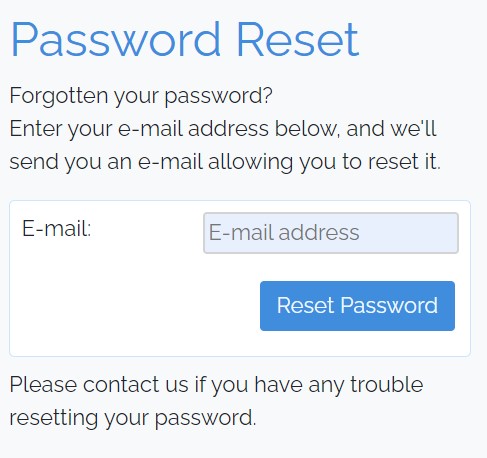 Password Reset
Forgotten your password?
Enter your e-mail address below, and we'll
send you an e-mail allowing you to reset it.
E-mail:
E-mail address
Reset Password
Please contact us if you have any trouble
resetting your password.